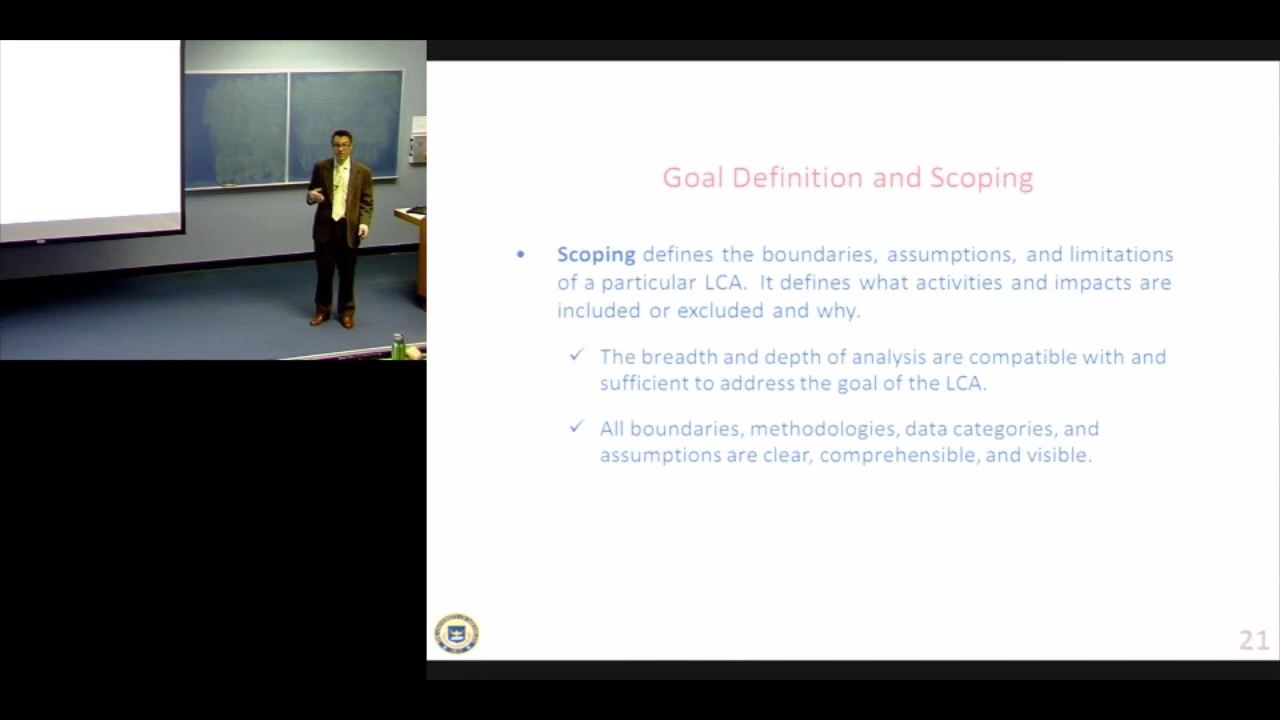 Goal Definition and Scoping
• Scoping defines the boundaries, assumptions, and limitations
of a particular LCA. It defines what activities and impacts are
included or excluded and why.
✓ The breadth and depth of analysis are compatible with and
sufficient to address the goal of the LCA.
✓ All boundaries, methodologies, data categories, and
assumptions are clear, comprehensible, and visible.
21